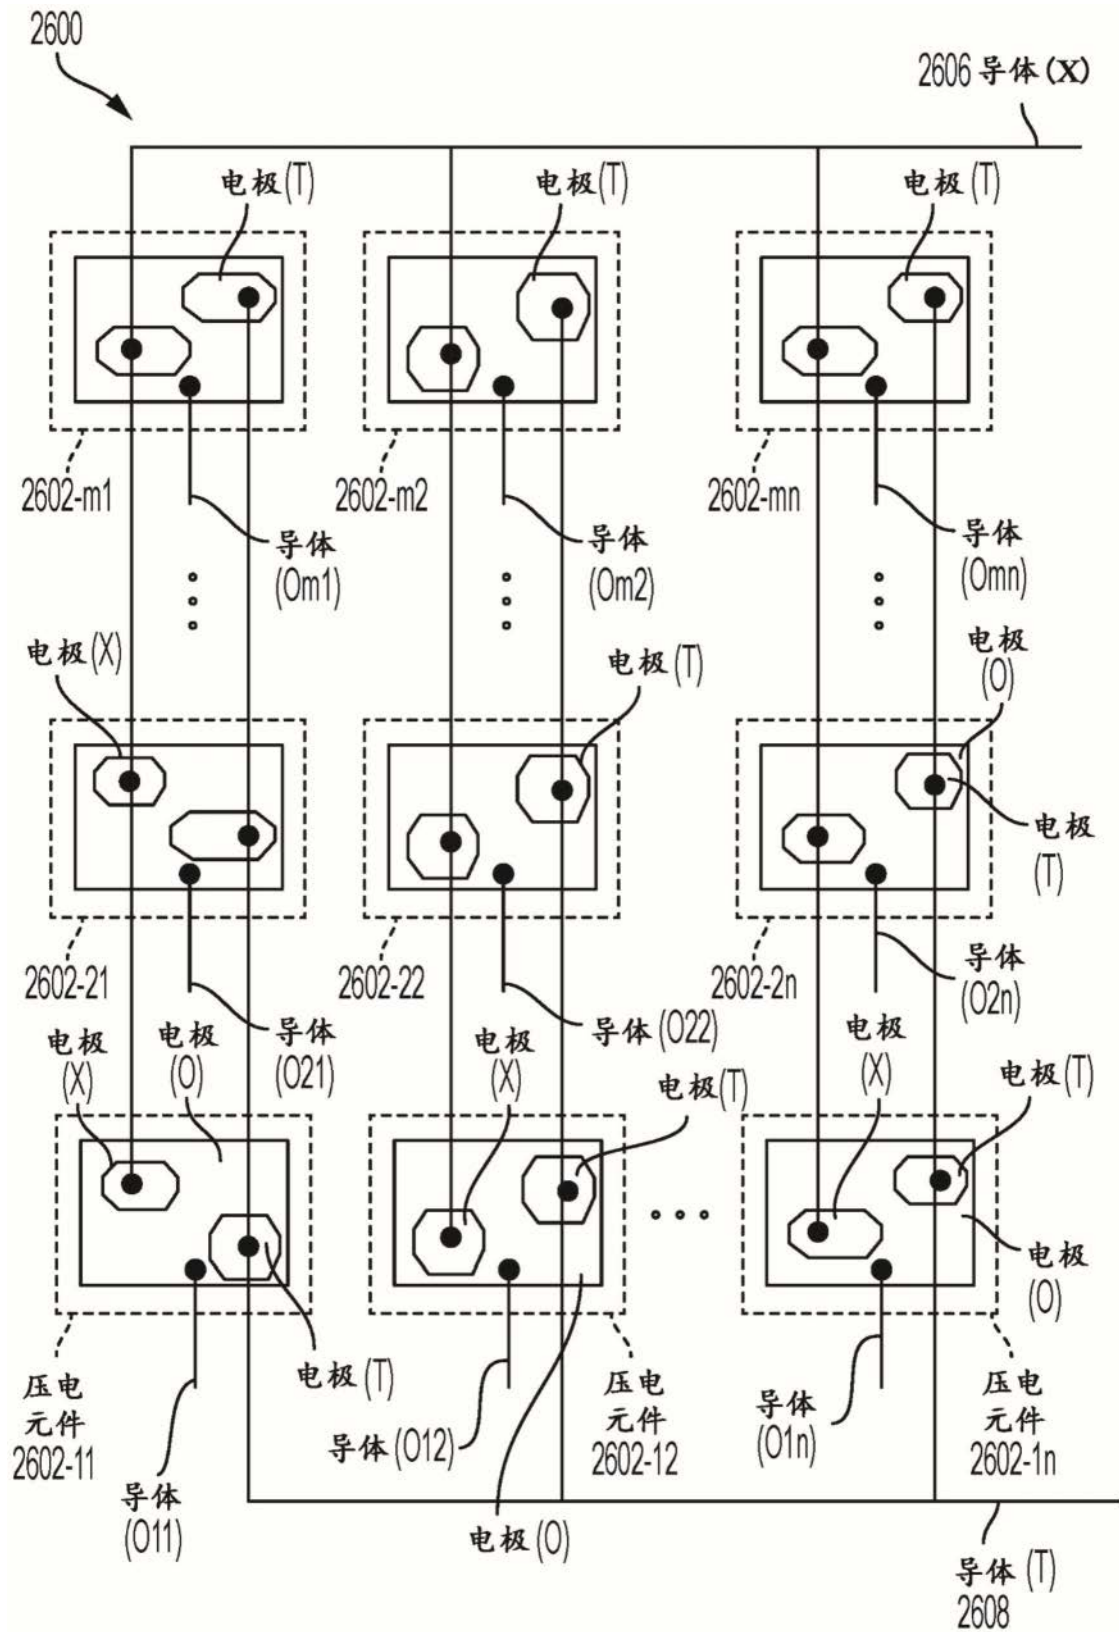 2600
2606 导体(X)
电极(T)
电极(T)
电极(T)
2602-m1
2602-m2
2602-mn
导体
(Om1)
导体
(Om2)
导体
(Omn)
电极(X)
电极(T)
电极
(O)
电极
(T)
2602-21
2602-22
2602-2n
导体
(O21)
导体(O22)
导体
(O2n)
电极
(X)
电极
(O)
电极
(X)
电极(T)
电极
(X)
电极(T)
电极
(O)
压电
元件
2602-11
电极(T)
导体(O12)
压电
元件
2602-12
导体
(O1n)
压电
元件
2602-1n
导体
(O11)
电极(O)
导体(T)
2608